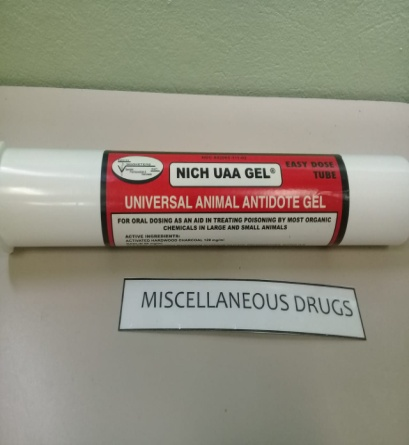 NICH UAA GEL®
EASY DOSE
TUBE
UNIVERSAL ANIMAL ANTIDOTE GEL
FOR ORAL DOSING AS AN AID IN TREATING POISONING BY MOST ORGANIC
CHEMICALS IN LARGE AND SMALL ANIMALS
ACTIVE INGREDIENTS:
ACTIVATED HARDWOOD CHARCOAL
MISCELLANEOUS DRUGS